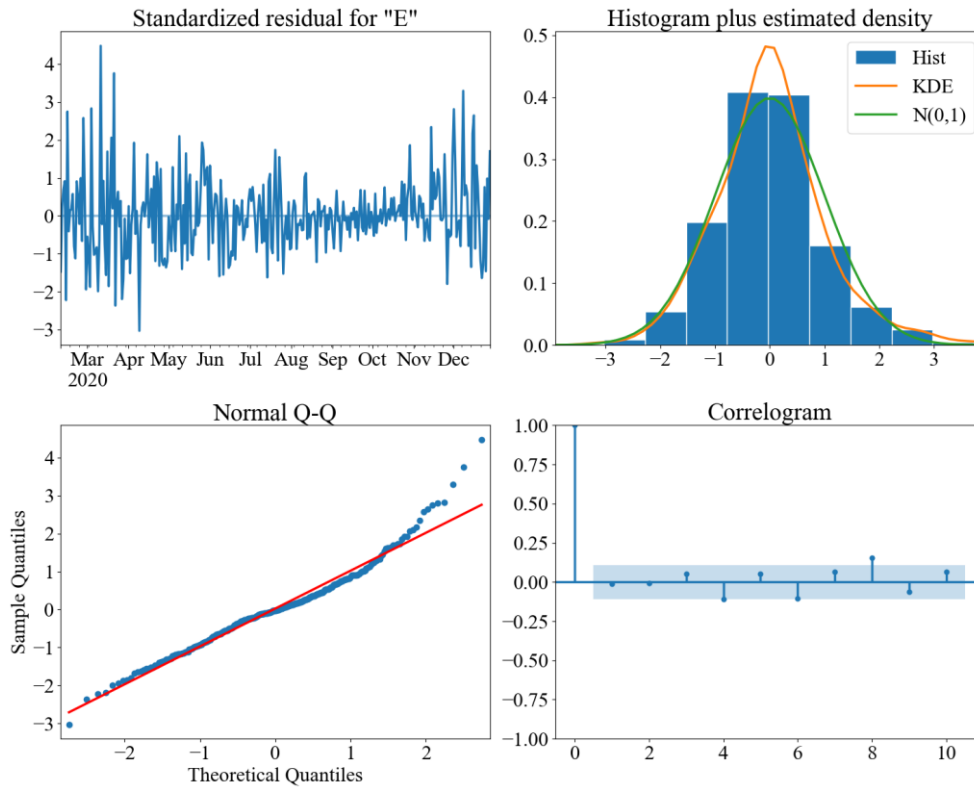 Standardized residual for "E"
4
3
2
1
0
−1
−2
−3
Mar Apr May Jun Jul Aug Sep Oct Nov Dec
2020
Histogram plus estimated density
0.5
0.4
0.3
0.2
0.1
0.0
Hist
KDE
N(0,1)
−3 −2 −1 0 1 2 3
Normal Q-Q
Sample Quantiles
4
3
2
1
0
−1
−2
−3
−2 −1 0 1 2
Theoretical Quantiles
Correlogram
1.00
0.75
0.50
0.25
0.00
−0.25
−0.50
−0.75
−1.00
0 2 4 6 8 10